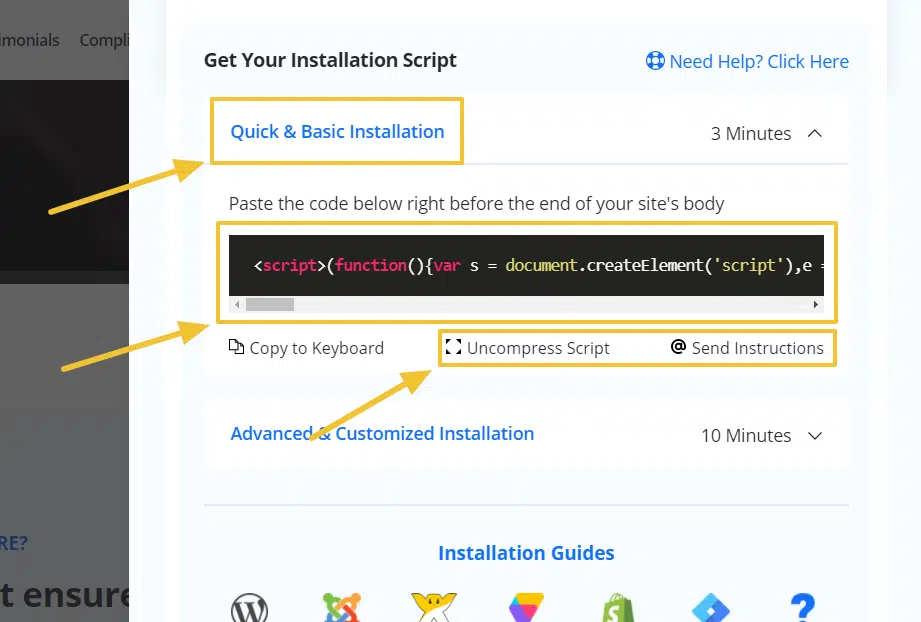 imonials Compli
Get Your Installation Script
Need Help? Click Here
Quick & Basic Installation
3 Minutes
Paste the code below right before the end of your site's body
<script>(function(){var s = document.createElement('script'),e =
Copy to Keyboard
Uncompress Script
Send Instructions
Advanced & Customized Installation
10 Minutes
RE?
Installation Guides
t ensure